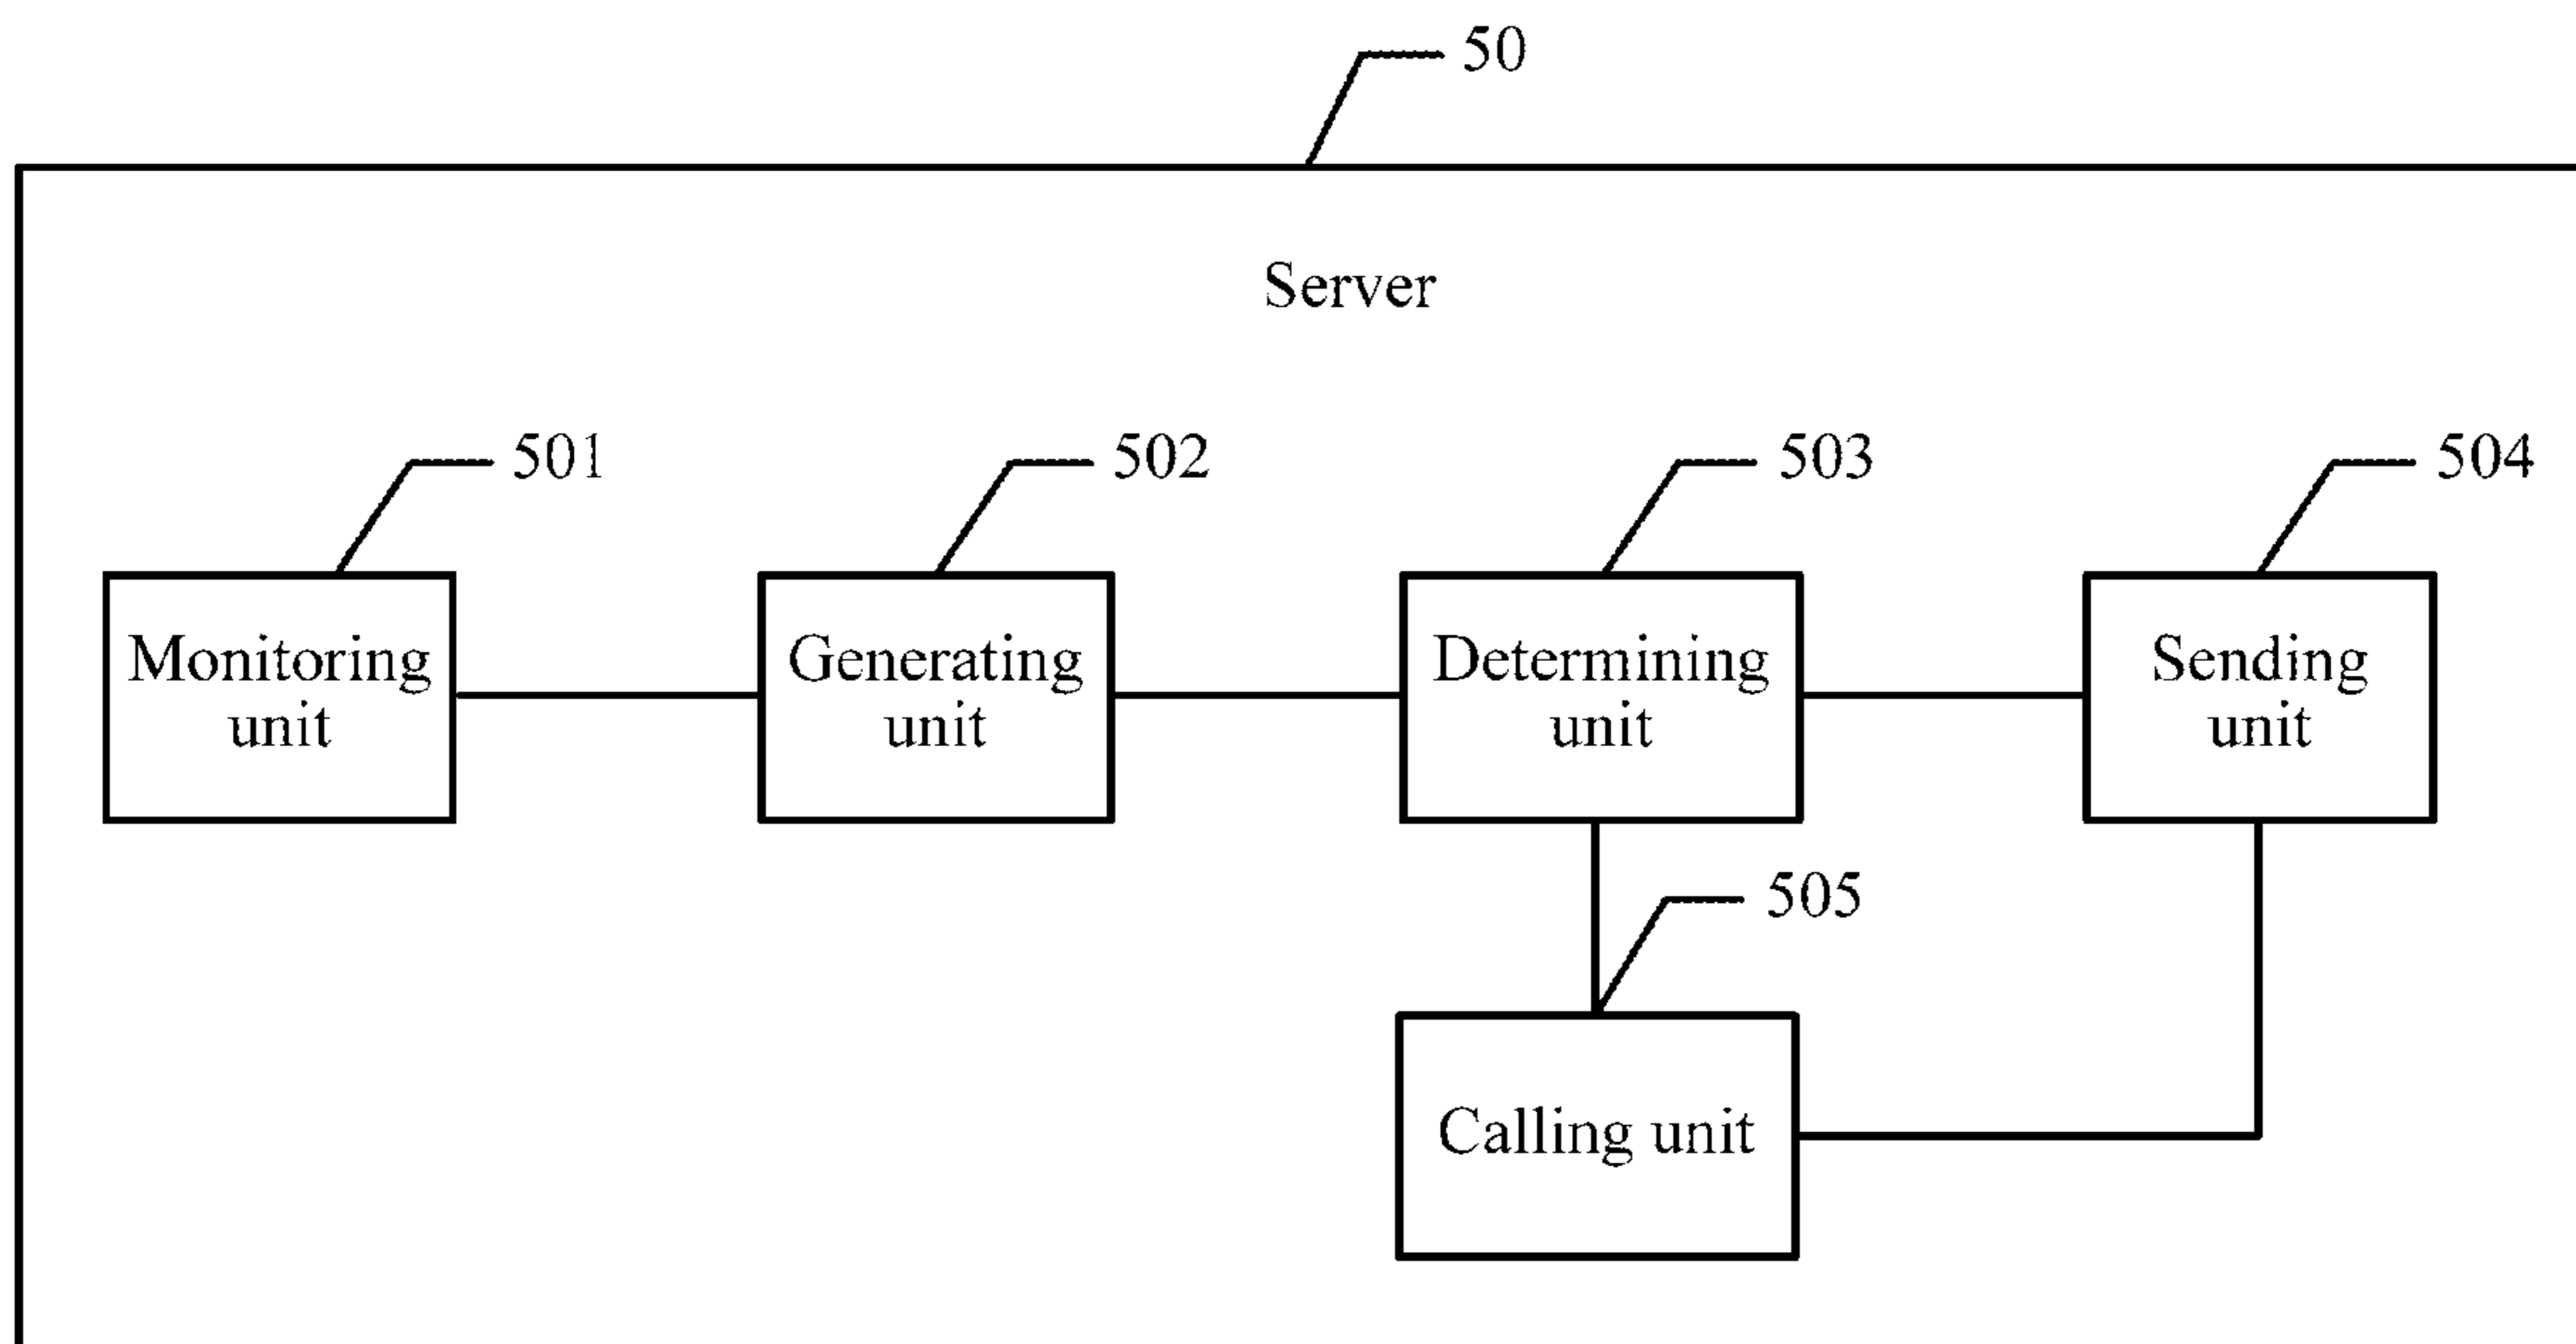 50
Server
501
502
503
504
Monitoring
unit
Generating
unit
Determining
unit
Sending
unit
505
Calling unit